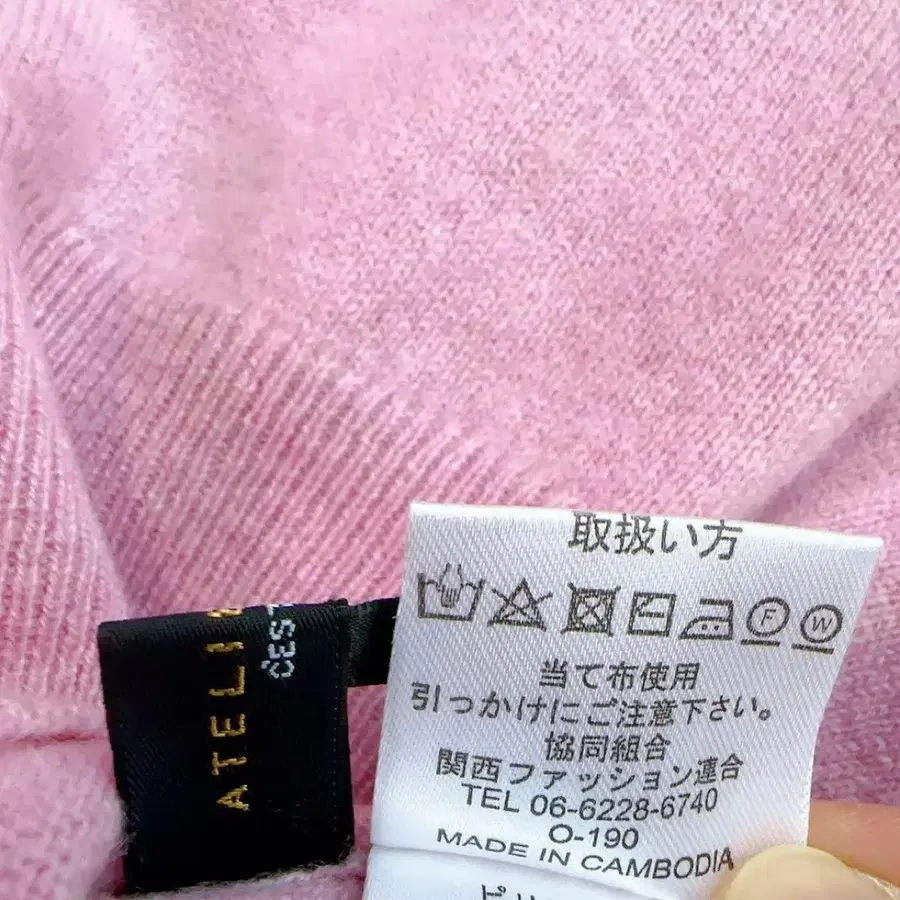 ATELI
ĊEST
取扱い方
F W
当て布使用
引っかけにご注意下さい。
協同組合
関西ファッション連合
TEL 06-6228-6740
O-190
MADE IN CAMBODIA